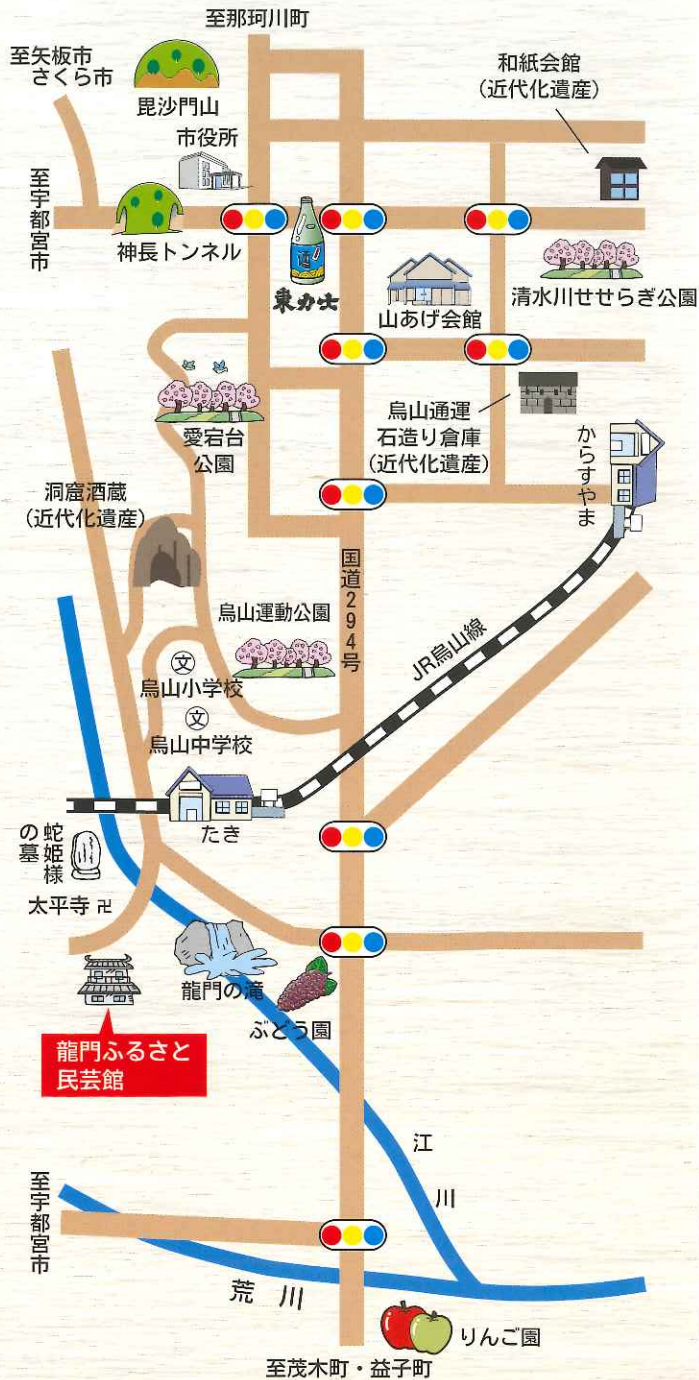 至那珂川町
至矢板市
さくら市
毘沙門山
和紙会館
(近代化遺産)
市役所
至宇都宮市
神長トンネル
東力士
山あげ会館
清水川せせらぎ公園
愛宕台
公園
烏山通運
石造り倉庫
(近代化遺産)
からすやま
洞窟酒蔵
(近代化遺産)
国道294号
烏山運動公園
JR烏山線
文
烏山小学校
文
烏山中学校
たき
蛇姫様
の墓
太平寺 卍
龍門の滝
ぶどう園
龍門ふるさと
民芸館
江川
至宇都宮市
荒川
りんご園
至茂木町・益子町